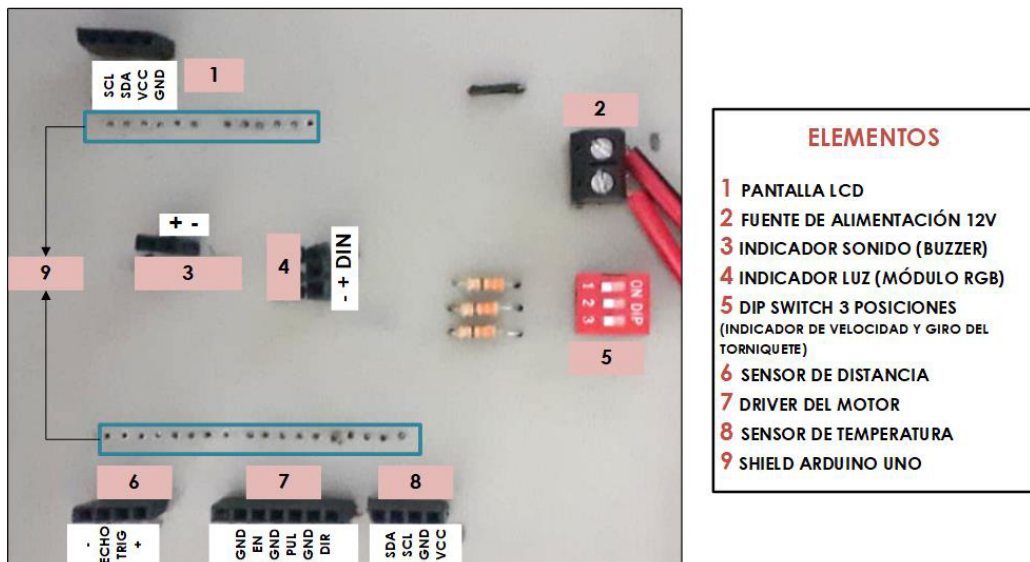 1
SCL
SDA
VCC
GND
2
+ -
3
4
- + DIN
9
ON DIP
1
2
3
5
6
7
8
-
ECHO
TRIG
+
GND
EN
GND
PUL
GND
DIR
SDA
SCL
GND
VCC
ELEMENTOS
1 PANTALLA LCD
2 FUENTE DE ALIMENTACIÓN 12V
3 INDICADOR SONIDO (BUZZER)
4 INDICADOR LUZ (MÓDULO RGB)
5 DIP SWITCH 3 POSICIONES
(INDICADOR DE VELOCIDAD Y GIRO DEL
TORNIQUETE)
6 SENSOR DE DISTANCIA
7 DRIVER DEL MOTOR
8 SENSOR DE TEMPERATURA
9 SHIELD ARDUINO UNO